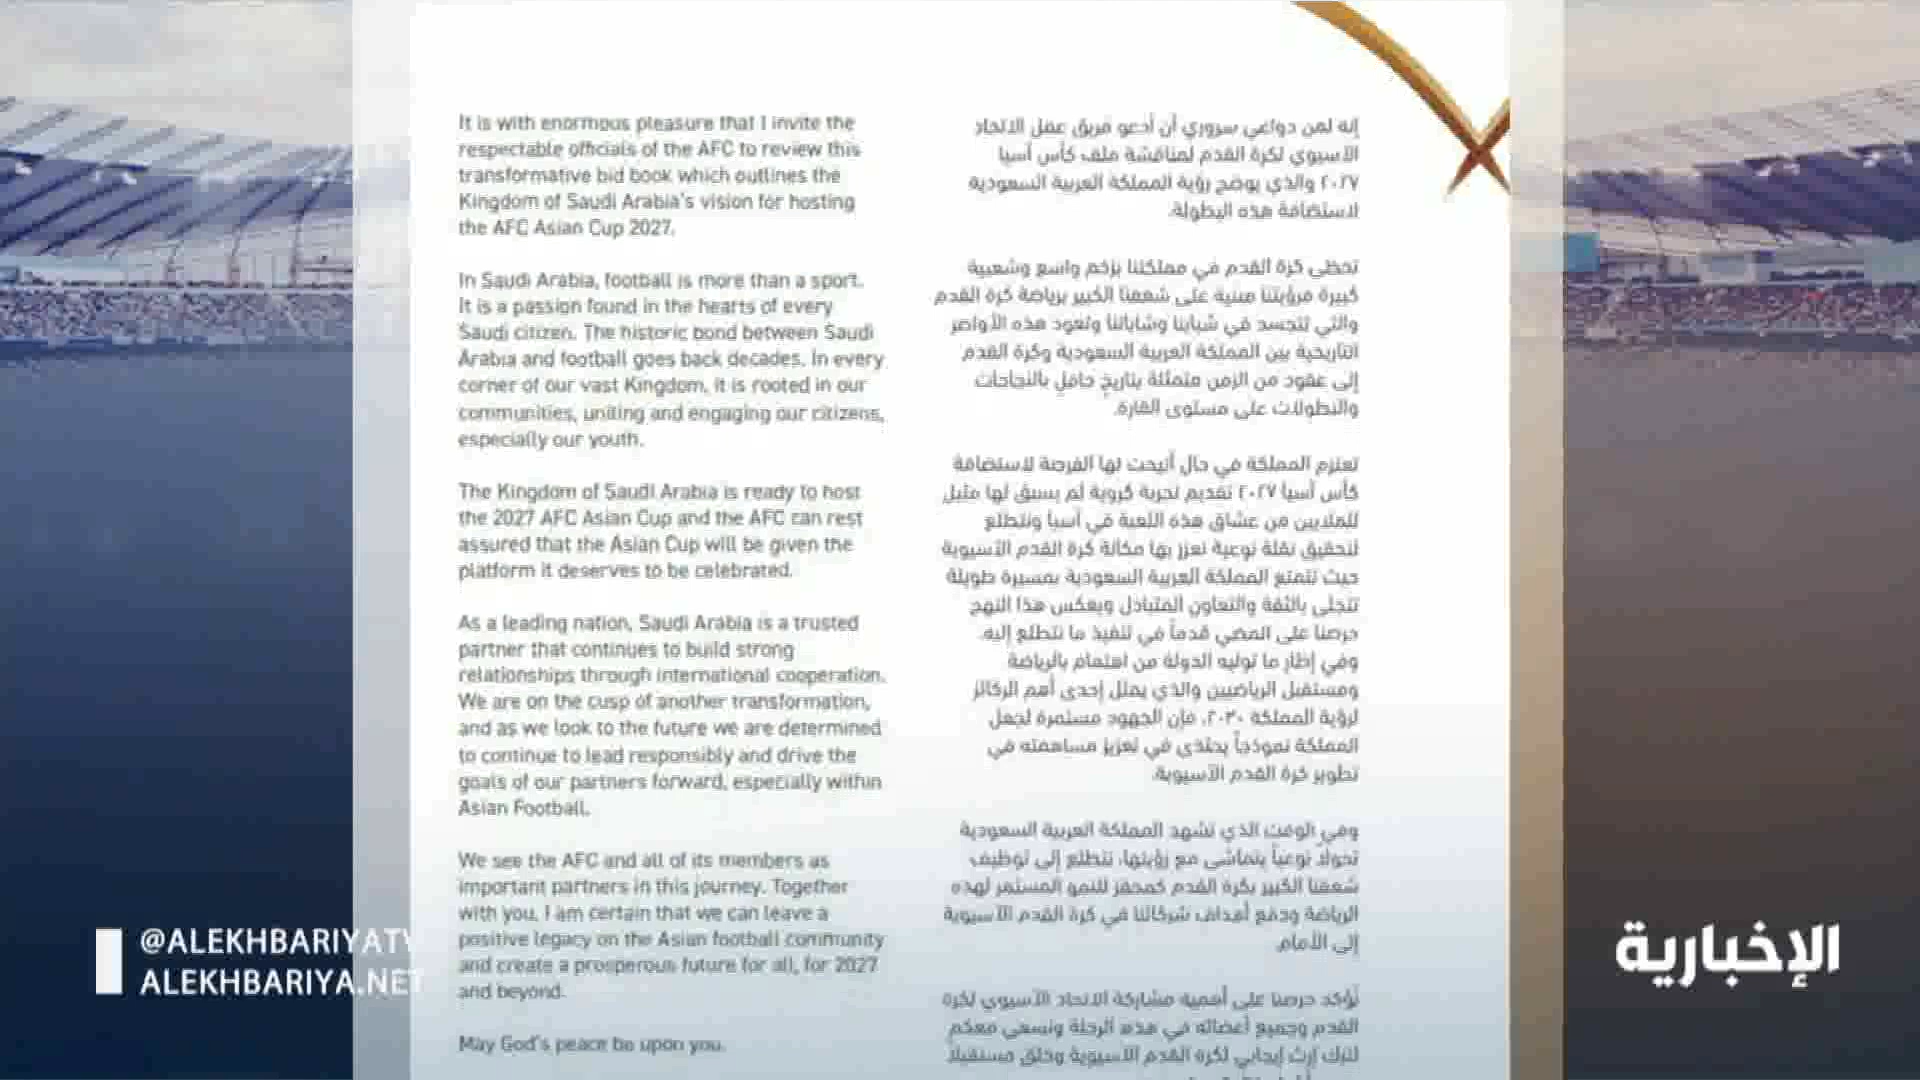 It is with enormous pleasure that I invite the
respectable officials of the AFC to review this
transformative bid book which outlines the
Kingdom of Saudi Arabia's vision for hosting
the AFC Asian Cup 2027.
In Saudi Arabia, football is more than a sport.
It is a passion found in the hearts of every
Saudi citizen. The historic bond between Saudi
Arabia and football goes back decades. In every
corner of our vast Kingdom, it is rooted in our
communities, uniting and engaging our citizens,
especially our youth.
The Kingdom of Saudi Arabia is ready to host
the 2027 AFC Asian Cup and the AFC can rest
assured that the Asian Cup will be given the
platform it deserves to be celebrated.
As a leading nation, Saudi Arabia is a trusted
partner that continues to build strong
relationships through international cooperation.
We are on the cusp of another transformation,
and as we look to the future we are determined
to continue to lead responsibly and drive the
goals of our partners forward, especially within
Asian Football.
We see the AFC and all of its members as
important partners in this journey. Together
with you, I am certain that we can leave a
positive legacy on the Asian football community
and create a prosperous future for all, for 2027
and beyond.
May God's peace be upon you.
إنه لمن دواعي سروري أن أدعو فريق عمل الاتحاد
الآسيوي لكرة القدم لمناقشة ملف كأس آسيا
٢٠٢٧ والذي يوضح رؤية المملكة العربية السعودية
لاستضافة هذه البطولة.
تحظى كرة القدم في مملكتنا بزخم واسع وشعبية
كبيرة فرؤيتنا مبنية على شغفنا الكبير برياضة كرة القدم
والتي تتجسد في شبابنا وشاباتنا وتعود هذه الأواصر
التاريخية بين المملكة العربية السعودية وكرة القدم
إلى عقود من الزمن متمثلة بتاريخ حافل بالنجاحات
والبطولات على مستوى القارة.
تعتزم المملكة في حال أتيحت لها الفرصة لاستضافة
كأس آسيا ٢٠٢٧ تقديم تجربة كروية لم يسبق لها مثيل
للملايين من عشاق هذه اللعبة في آسيا ونتطلع
لتحقيق نقلة نوعية نعزز بها مكانة كرة القدم الآسيوية
حيث تتمتع المملكة العربية السعودية بمسيرة طويلة
تتجلى بالثقة والتعاون المتبادل ويعكس هذا النهج
حرصنا على المضي قدماً في تنفيذ ما نتطلع إليه.
وفي إطار ما توليه الدولة من اهتمام بالرياضة
ومستقبل الرياضيين والذي يمثل إحدى أهم الركائز
لرؤية المملكة ٢٠٣٠، فإن الجهود مستمرة لجعل
المملكة نموذجاً يحتذى في تعزيز مساهمته في
تطوير كرة القدم الآسيوية.
وفي الوقت الذي تشهد المملكة العربية السعودية
تحولاً نوعياً يتماشى مع رؤيتها، نتطلع إلى توظيف
شغفنا الكبير بكرة القدم كمحفز للنمو المستمر لهذه
الرياضة ودفع أهداف شركائنا في كرة القدم الآسيوية
إلى الأمام.
نؤكد حرصنا على أهمية مشاركة الاتحاد الآسيوي لكرة
القدم وجميع أعضائه في هذه الرحلة ونسعى معكم
لترك إرث إيجابي لكرة القدم الآسيوية وخلق مستقبلاً
@ALEKHBARIYATV
ALEKHBARIYA.NET
الإخبارية